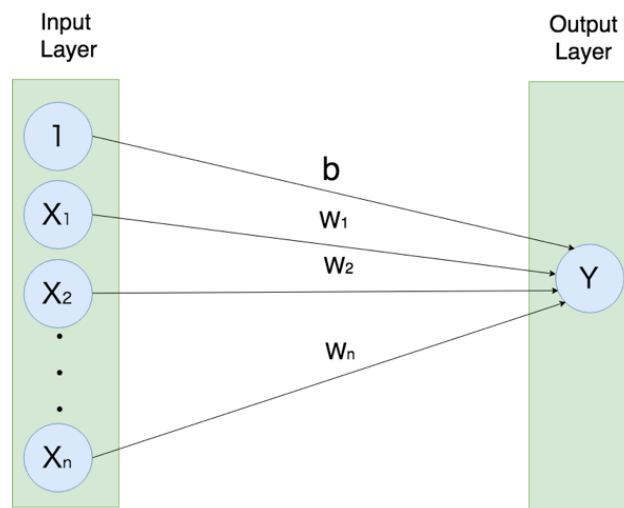 Input
Layer
Output
Layer
1
b
X₁
W₁
W₂
X₂
Y
Wₙ
Xₙ